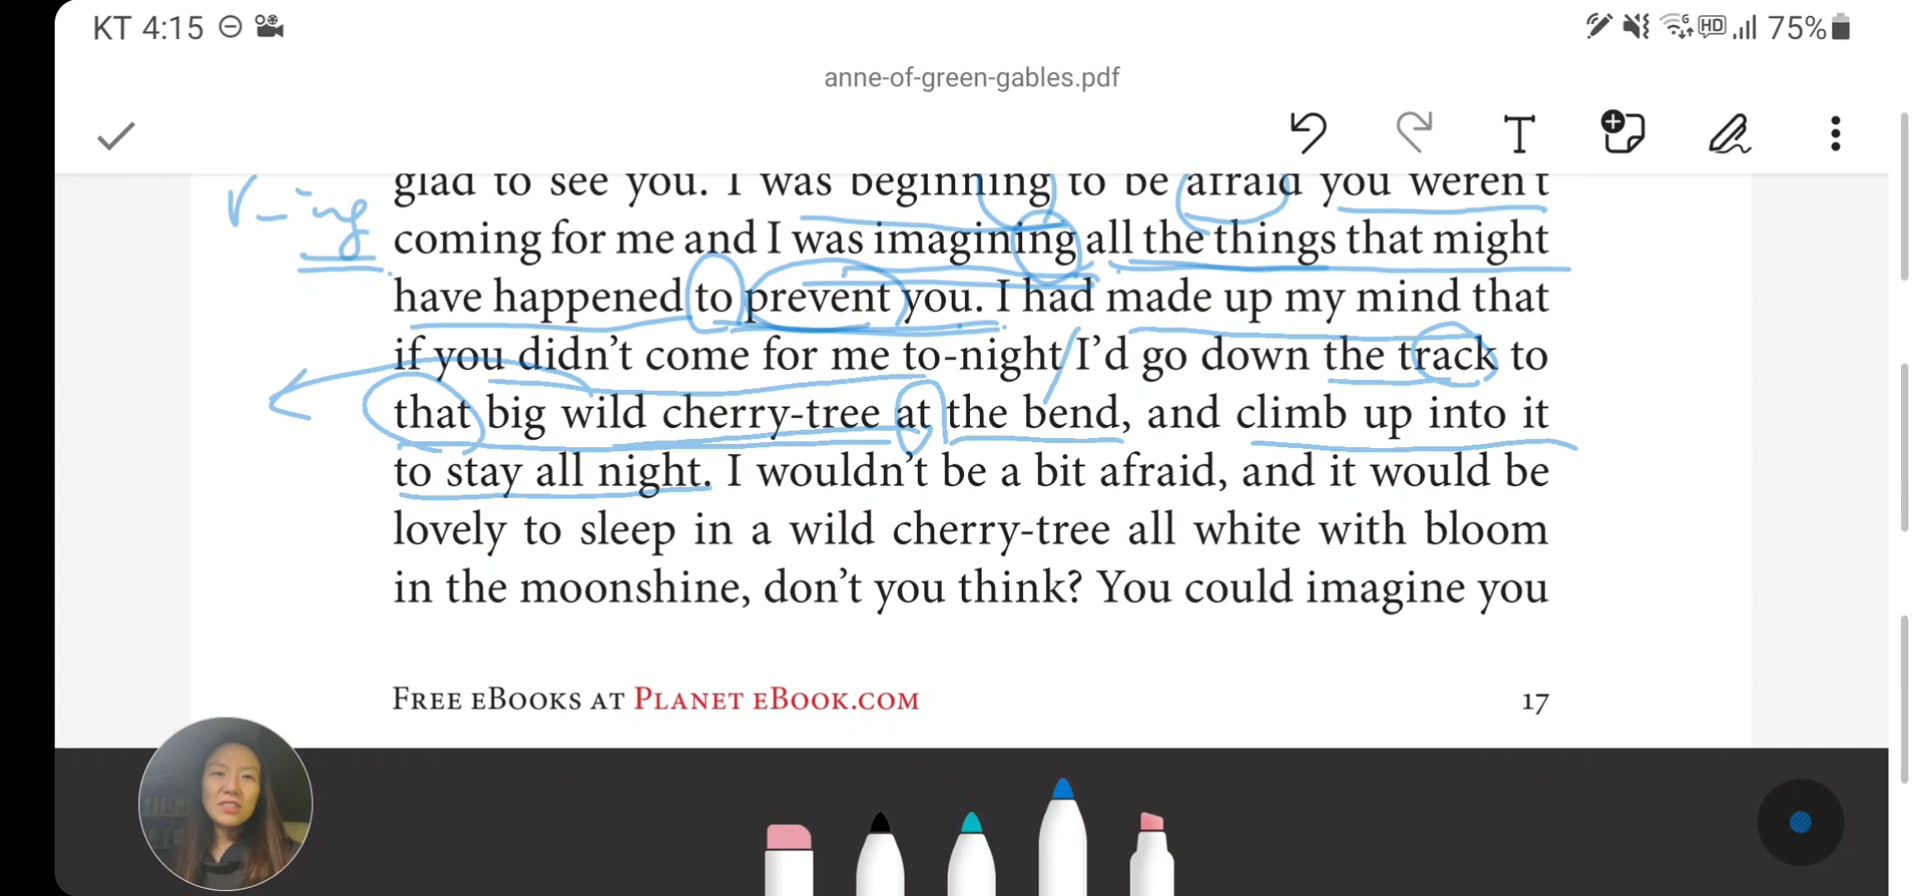 KT 4:15 HD 75%
anne-of-green-gables.pdf
T
glad to see you. I was beginning to be afraid you weren't
V-ing
coming for me and I was imagining all the things that might
have happened to prevent you. I had made up my mind that
if you didn’t come for me to-night I’d go down the track to
that big wild cherry-tree at the bend, and climb up into it
to stay all night. I wouldn’t be a bit afraid, and it would be
lovely to sleep in a wild cherry-tree all white with bloom
in the moonshine, don’t you think? You could imagine you
Free eBooks at Planet eBook.com 17